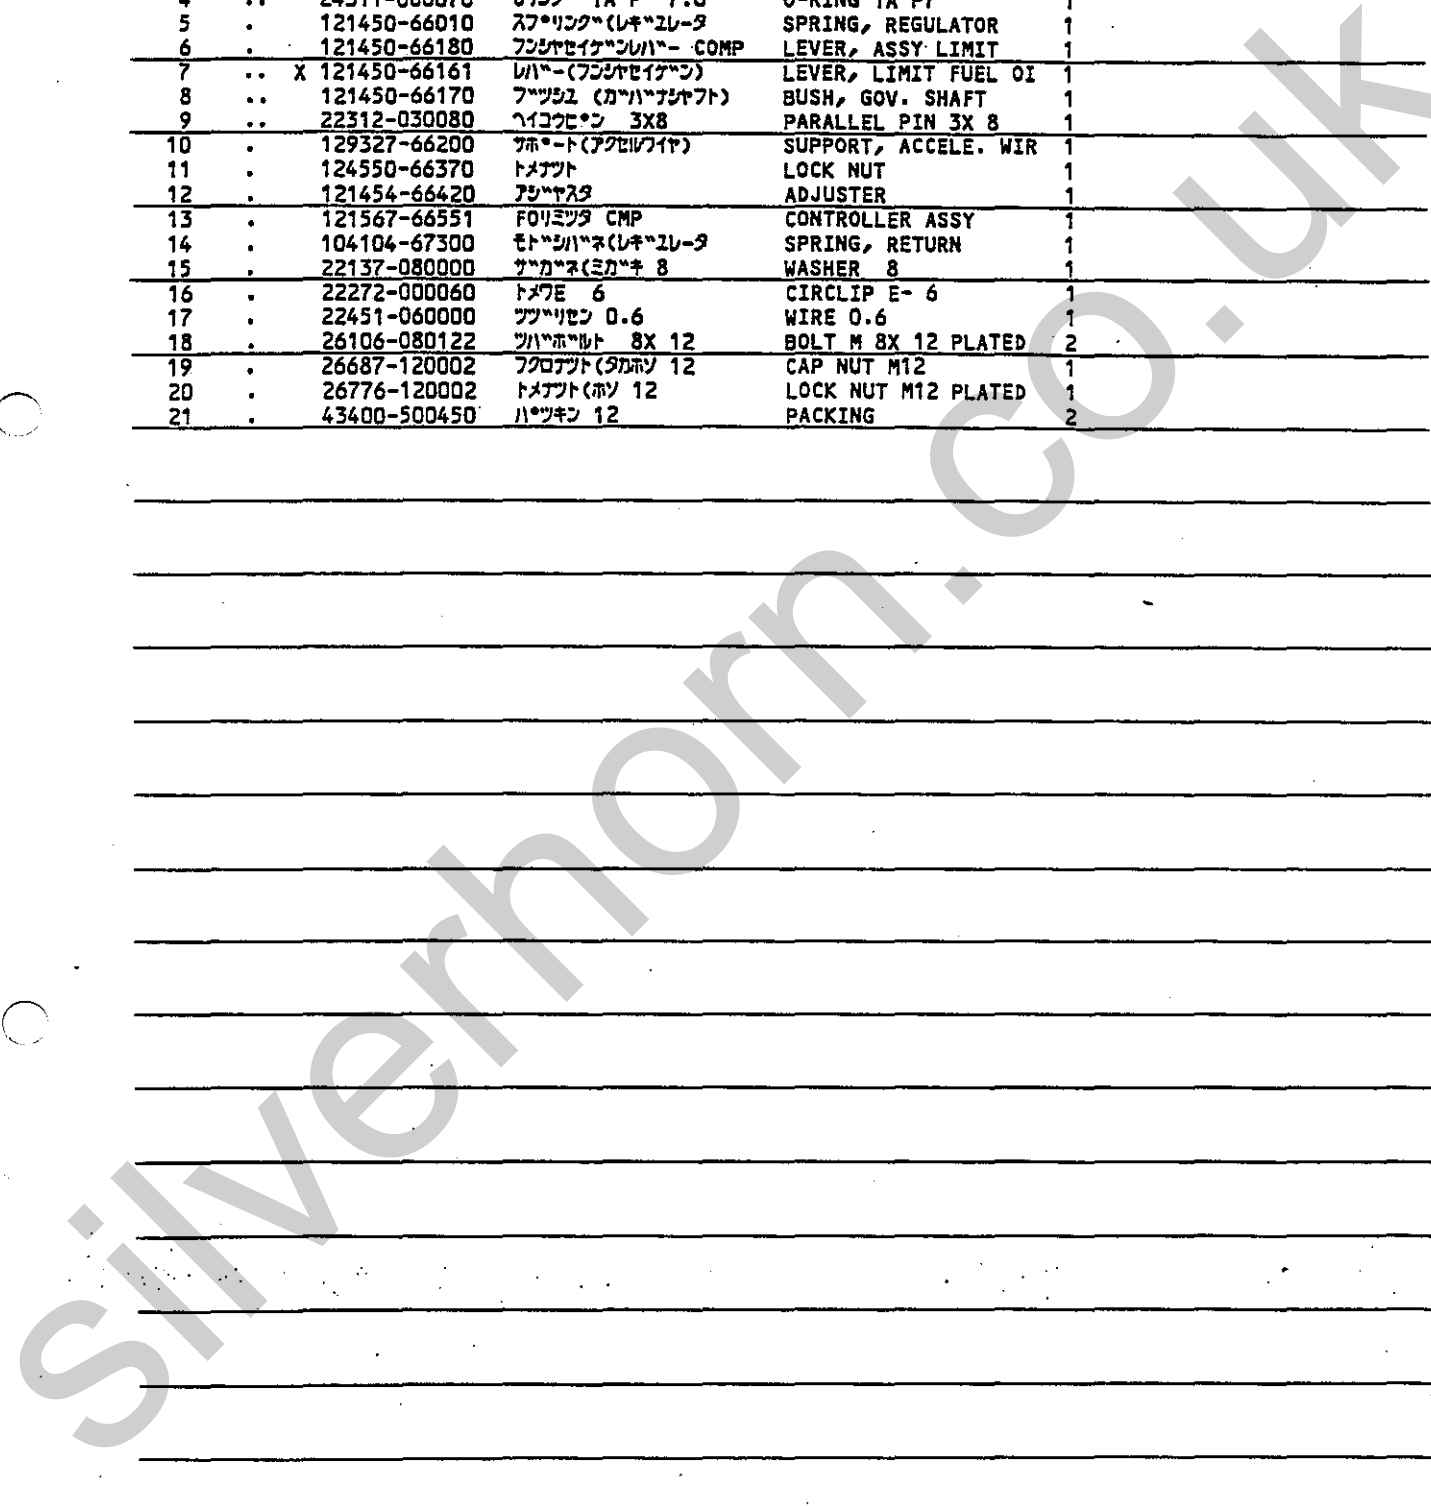 5 . 121450-66010 スプリング(レギュレータ SPRING, REGULATOR 1
6 . 121450-66180 フンシヤセイゲンレバー COMP LEVER, ASSY LIMIT 1
7 .. X 121450-66161 レバー(フンシヤセイゲン) LEVER, LIMIT FUEL OI 1
8 .. 121450-66170 ブツシユ (ガバナシヤフト) BUSH, GOV. SHAFT 1
9 .. 22312-030080 ヘイコウピン 3X8 PARALLEL PIN 3X 8 1
10 . 129327-66200 サポート(アクセルワイヤ) SUPPORT, ACCELE. WIR 1
11 . 124550-66370 トメナツト LOCK NUT 1
12 . 121454-66420 アジヤスタ ADJUSTER 1
13 . 121567-66551 FOリミツタ CMP CONTROLLER ASSY 1
14 . 104104-67300 モドシバネ(レギユレータ SPRING, RETURN 1
15 . 22137-080000 ザガネ(ミガキ 8 WASHER 8 1
16 . 22272-000060 トメワE 6 CIRCLIP E- 6 1
17 . 22451-060000 ツヅリセン 0.6 WIRE 0.6 1
18 . 26106-080122 ツバボルト 8X 12 BOLT M 8X 12 PLATED 2
19 . 26687-120002 フクロナツト(タカホソ 12 CAP NUT M12 1
20 . 26776-120002 トメナツト(ホソ 12 LOCK NUT M12 PLATED 1
21 . 43400-500450 パツキン 12 PACKING 2
silverhorn.co.uk